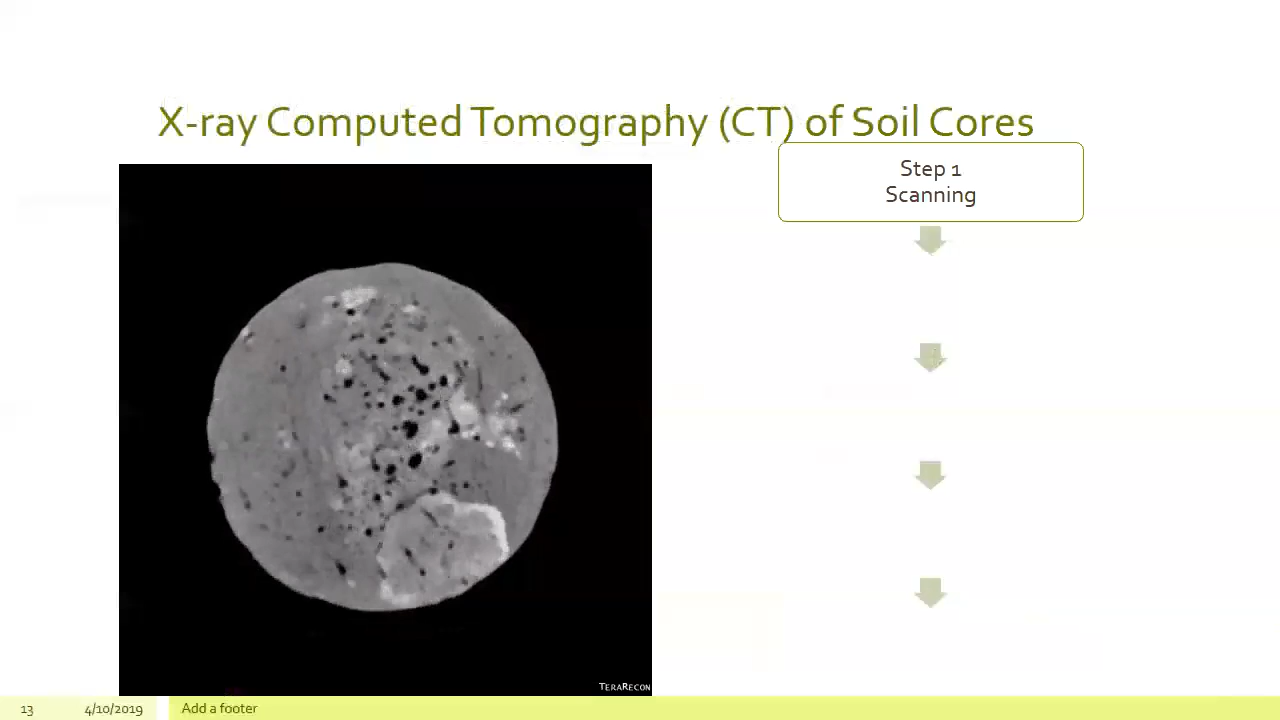 X-ray Computed Tomography (CT) of Soil Cores
Step 1
Scanning
TERARECON
13
4/10/2019
Add a footer